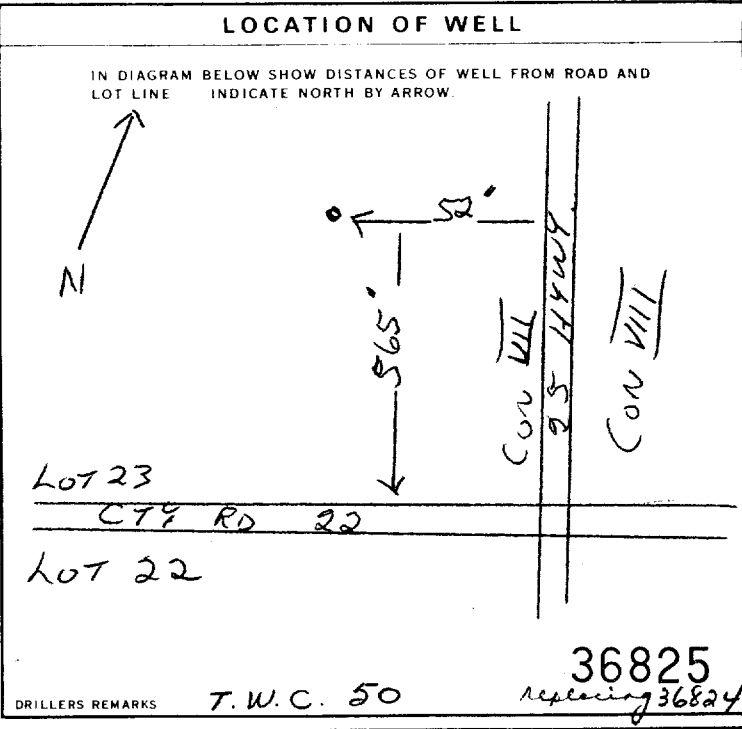 LOCATION OF WELL
IN DIAGRAM BELOW SHOW DISTANCES OF WELL FROM ROAD AND
LOT LINE INDICATE NORTH BY ARROW.
N
52'
565'
CON VII
25 HYWY
CON VIII
LOT 23
CTY RD 22
LOT 22
36825
DRILLERS REMARKS T.W.C. 50
replacing 36824